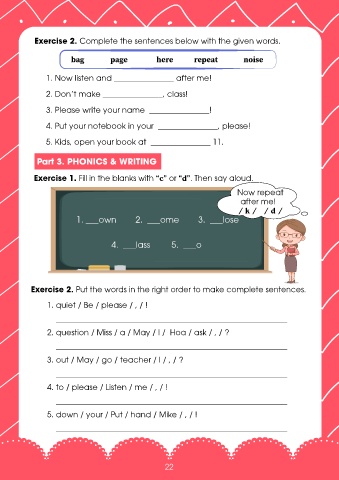 Exercise 2. Complete the sentences below with the given words.
bag page here repeat noise
1. Now listen and ______________ after me!
2. Don't make ______________, class!
3. Please write your name ______________!
4. Put your notebook in your ______________, please!
5. Kids, open your book at ______________ 11.
Part 3. PHONICS & WRITING
Exercise 1. Fill in the blanks with "c" or "d". Then say aloud.
Now repeat
after me!
/ k / / d /
1. ___own 2. ___ome 3. ___lose
4. ___lass 5. ___o
Exercise 2. Put the words in the right order to make complete sentences.
1. quiet / Be / please / , / !
2. question / Miss / a / May / I / Hoa / ask / , / ?
3. out / May / go / teacher / I / , / ?
4. to / please / Listen / me / , / !
5. down / your / Put / hand / Mike / , / !
22